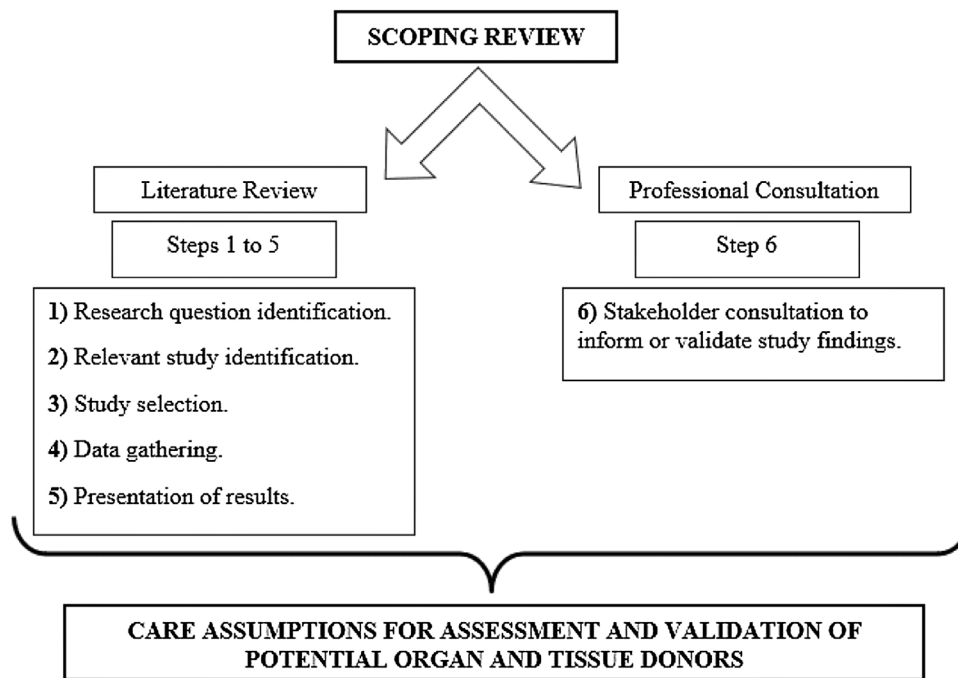 SCOPING REVIEW
Literature Review
Steps 1 to 5
1) Research question identification.
2) Relevant study identification.
3) Study selection.
4) Data gathering.
5) Presentation of results.
Professional Consultation
Step 6
6) Stakeholder consultation to
inform or validate study findings.
CARE ASSUMPTIONS FOR ASSESSMENT AND VALIDATION OF
POTENTIAL ORGAN AND TISSUE DONORS